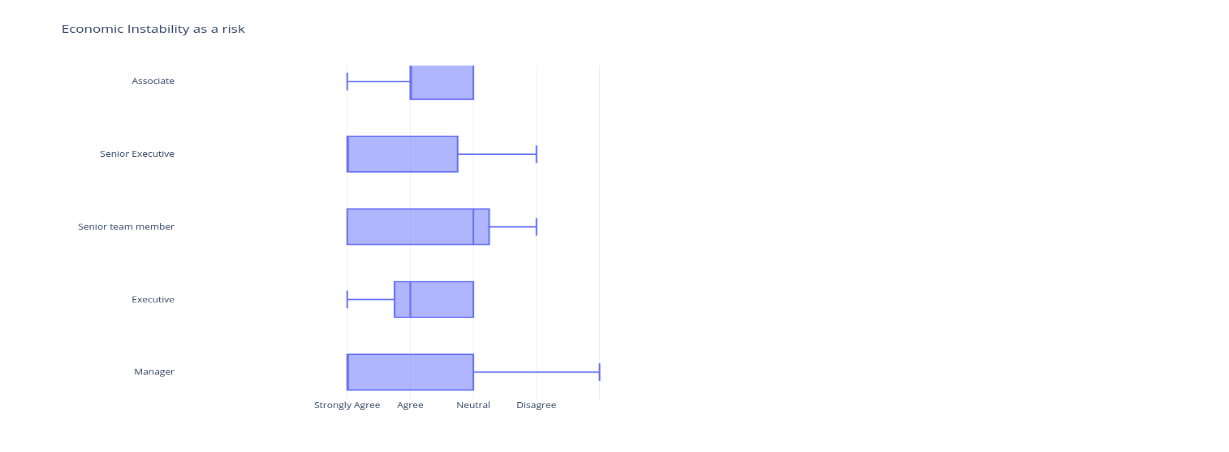 Economic Instability as a risk
Associate
Senior Executive
Senior team member
Executive
Manager
Strongly Agree Agree Neutral Disagree